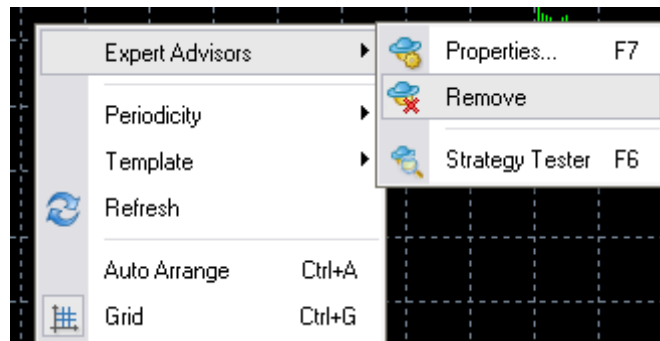 Expert Advisors
Properties... F7
Remove
Periodicity
Template
Strategy Tester F6
Refresh
Auto Arrange Ctrl+A
Grid Ctrl+G